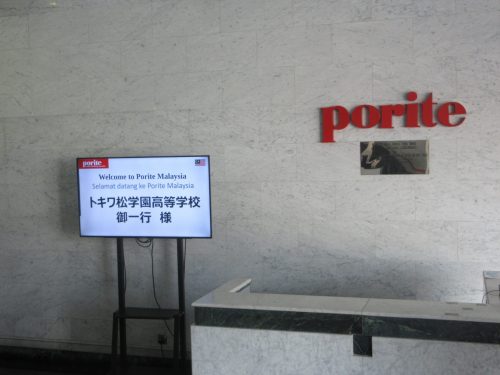 porite
porite
Welcome to Porite Malaysia
Selamat datang ke Porite Malaysia
トキワ松学園高等学校
御一行 様